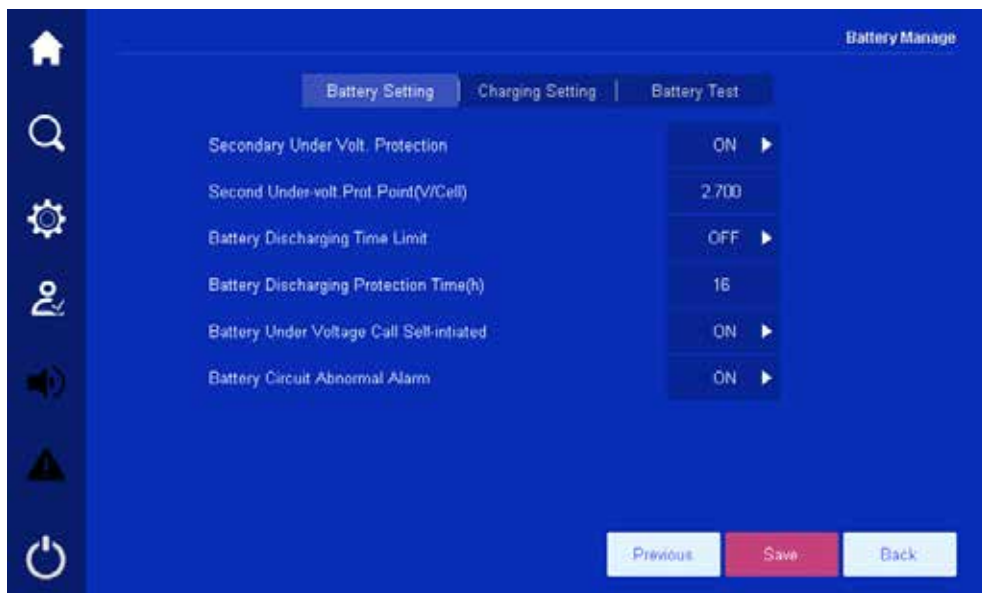 Battery Manage
Battery Setting | Charging Setting | Battery Test
Secondary Under Volt. Protection ON
Second Under-volt.Prot.Point(V/Cell) 2.700
Battery Discharging Time Limit OFF
Battery Discharging Protection Time(h) 16
Battery Under Voltage Call Self-intiated ON
Battery Circuit Abnormal Alarm ON
Previous Save Back